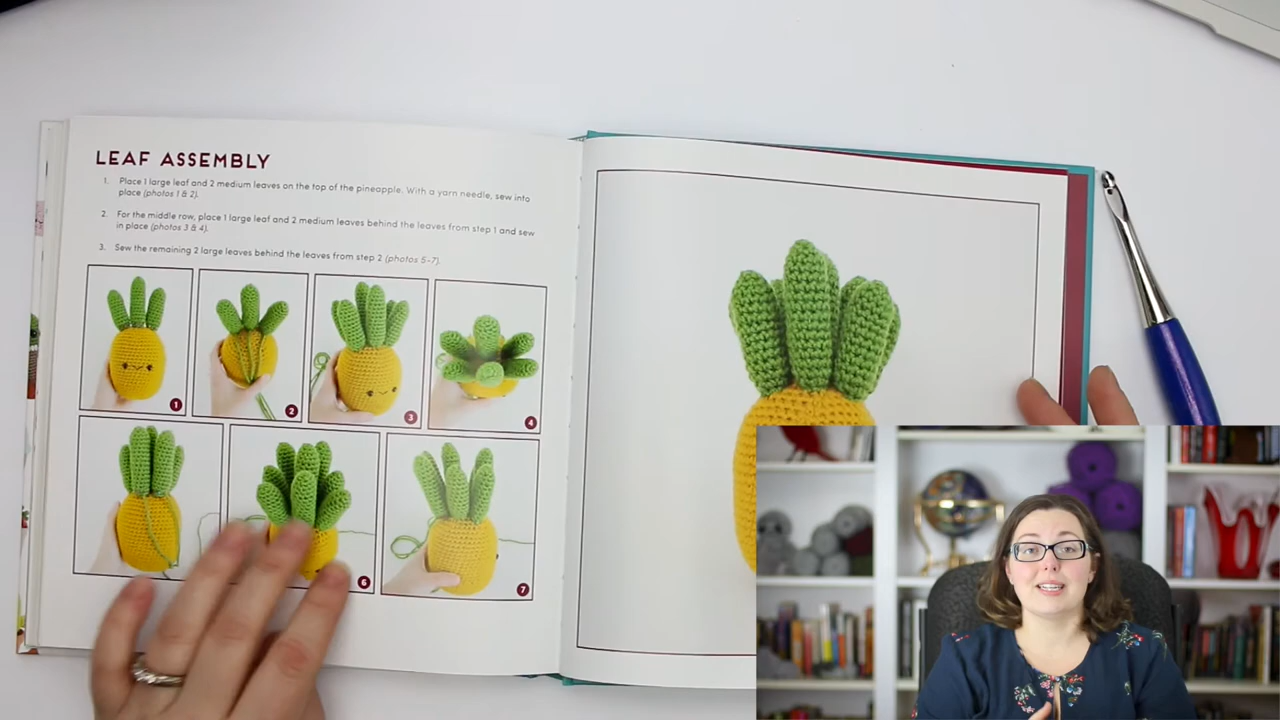 LEAF ASSEMBLY
1. Place 1 large leaf and 2 medium leaves on the top of the pineapple. With a yarn needle, sew into
place (photos 1 & 2).
2. For the middle row, place 1 large leaf and 2 medium leaves behind the leaves from step 1 and sew
in place (photos 3 & 4).
3. Sew the remaining 2 large leaves behind the leaves from step 2 (photos 5-7).
1
2
3
4
6
7